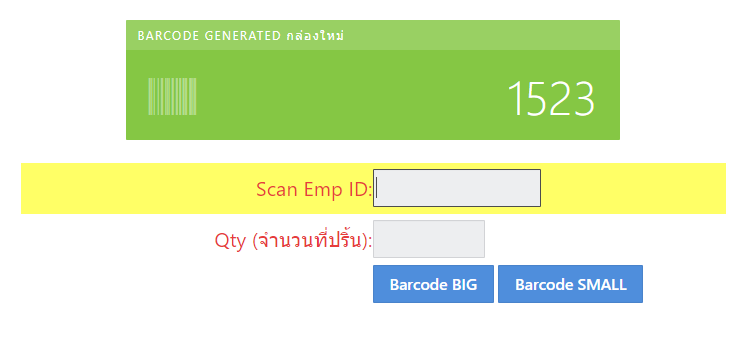 BARCODE GENERATED กล่องใหม่
1523
Scan Emp ID:
Qty (จำนวนที่ปริ้น):
Barcode BIG Barcode SMALL